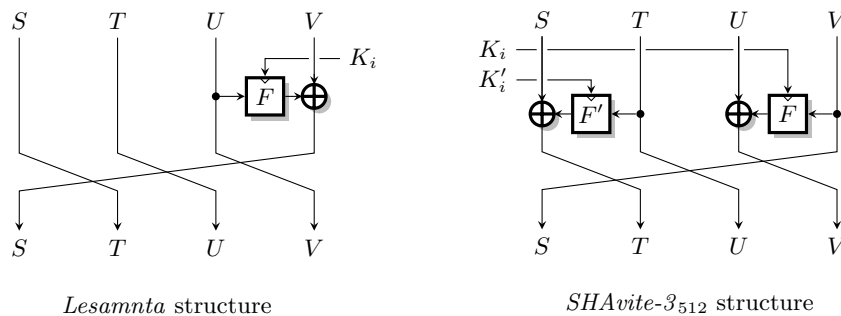 S T U V
K_i
F
S T U V
Lesamnta structure
S T U V
K_i
K'_i
F' F
S T U V
SHAvite-3_512 structure